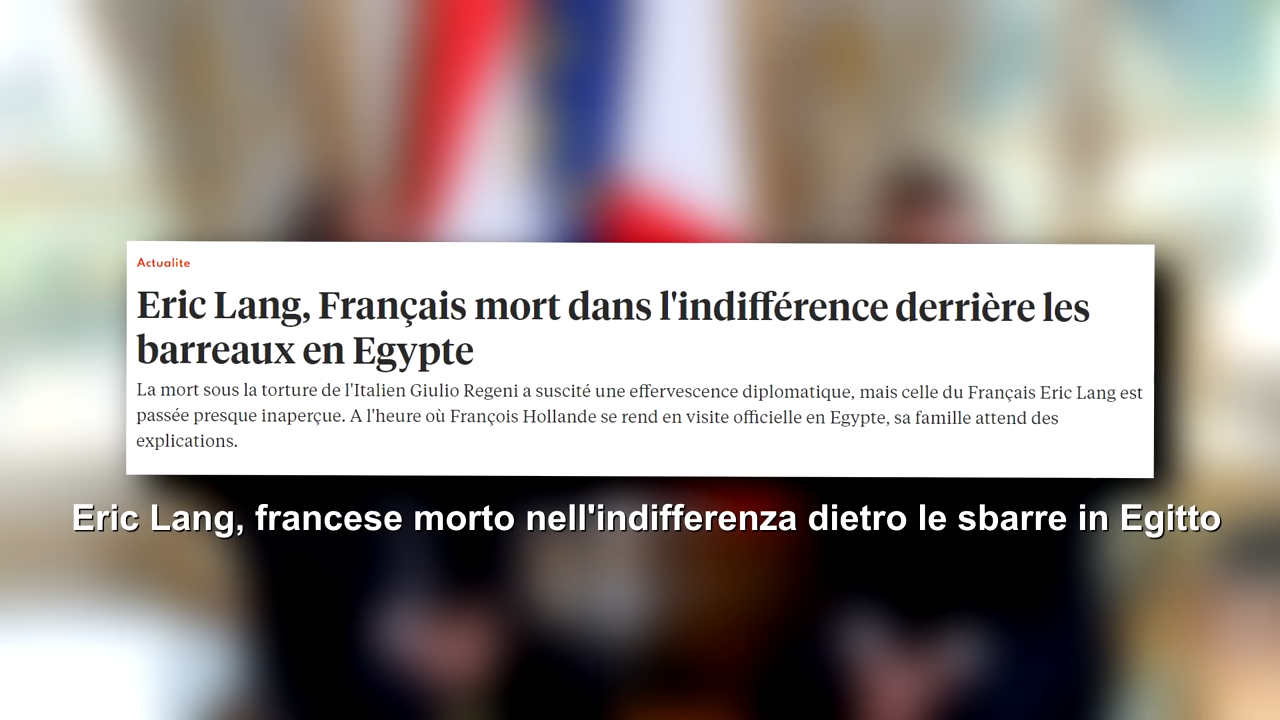 Actualite
Eric Lang, Français mort dans l'indifférence derrière les
barreaux en Egypte
La mort sous la torture de l'Italien Giulio Regeni a suscité une effervescence diplomatique, mais celle du Français Eric Lang est
passée presque inaperçue. A l'heure où François Hollande se rend en visite officielle en Egypte, sa famille attend des
explications.
Eric Lang, francese morto nell'indifferenza dietro le sbarre in Egitto